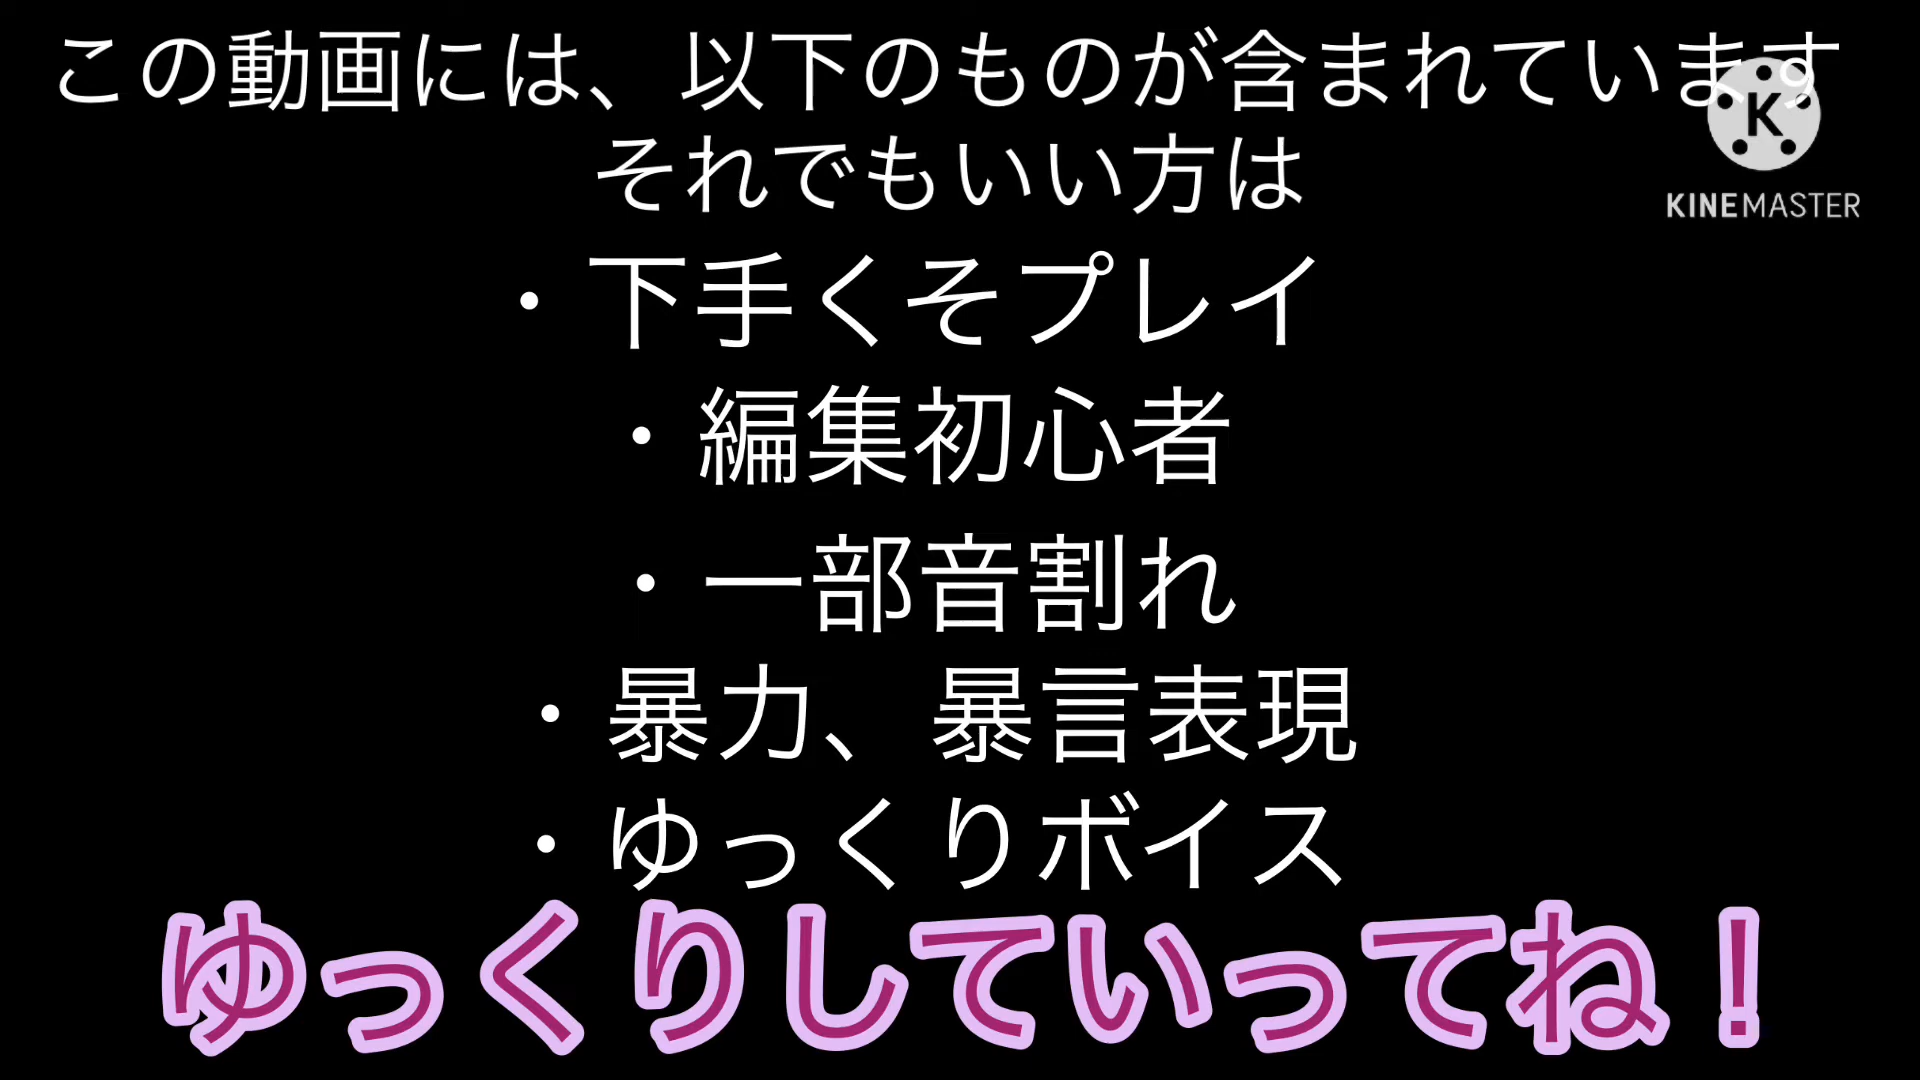 この動画には、以下のものが含まれています
それでもいい方は
・下手くそプレイ
・編集初心者
・一部音割れ
・暴力、暴言表現
・ゆっくりボイス
ゆっくりしていってね！
K
KINEMASTER